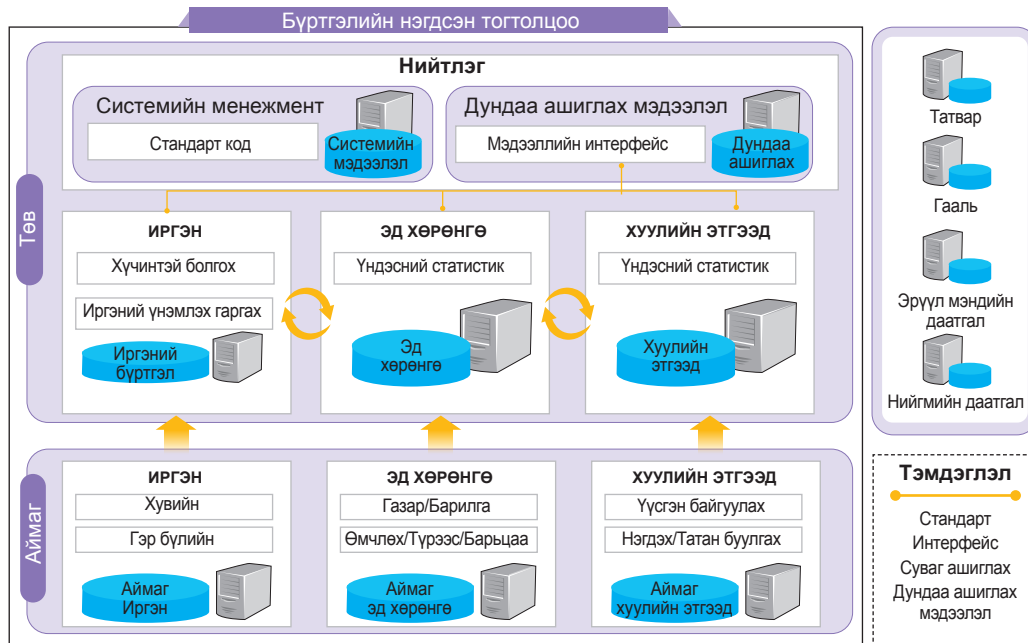 Бүртгэлийн нэгдсэн тогтолцоо
Төв
Нийтлэг
Системийн менежмент
Стандарт код
Системийн
мэдээлэл
Дундаа ашиглах мэдээлэл
Мэдээллийн интерфейс
Дундаа
ашиглах
ИРГЭН
Хүчинтэй болгох
Иргэний үнэмлэх гаргах
Иргэний
бүртгэл
ЭД ХӨРӨНГӨ
Үндэсний статистик
Эд
хөрөнгө
ХУУЛИЙН ЭТГЭЭД
Үндэсний статистик
Хуулийн
этгээд
Аймаг
ИРГЭН
Хувийн
Гэр бүлийн
Аймаг
Иргэн
ЭД ХӨРӨНГӨ
Газар/Барилга
Өмчлөх/Түрээс/Барьцаа
Аймаг
эд хөрөнгө
ХУУЛИЙН ЭТГЭЭД
Үүсгэн байгуулах
Нэгдэх/Татан буулгах
Аймаг
хуулийн этгээд
Татвар
Гааль
Эрүүл мэндийн
даатгал
Нийгмийн даатгал
Тэмдэглэл
Стандарт
Интерфейс
Суваг ашиглах
Дундаа ашиглах
мэдээлэл